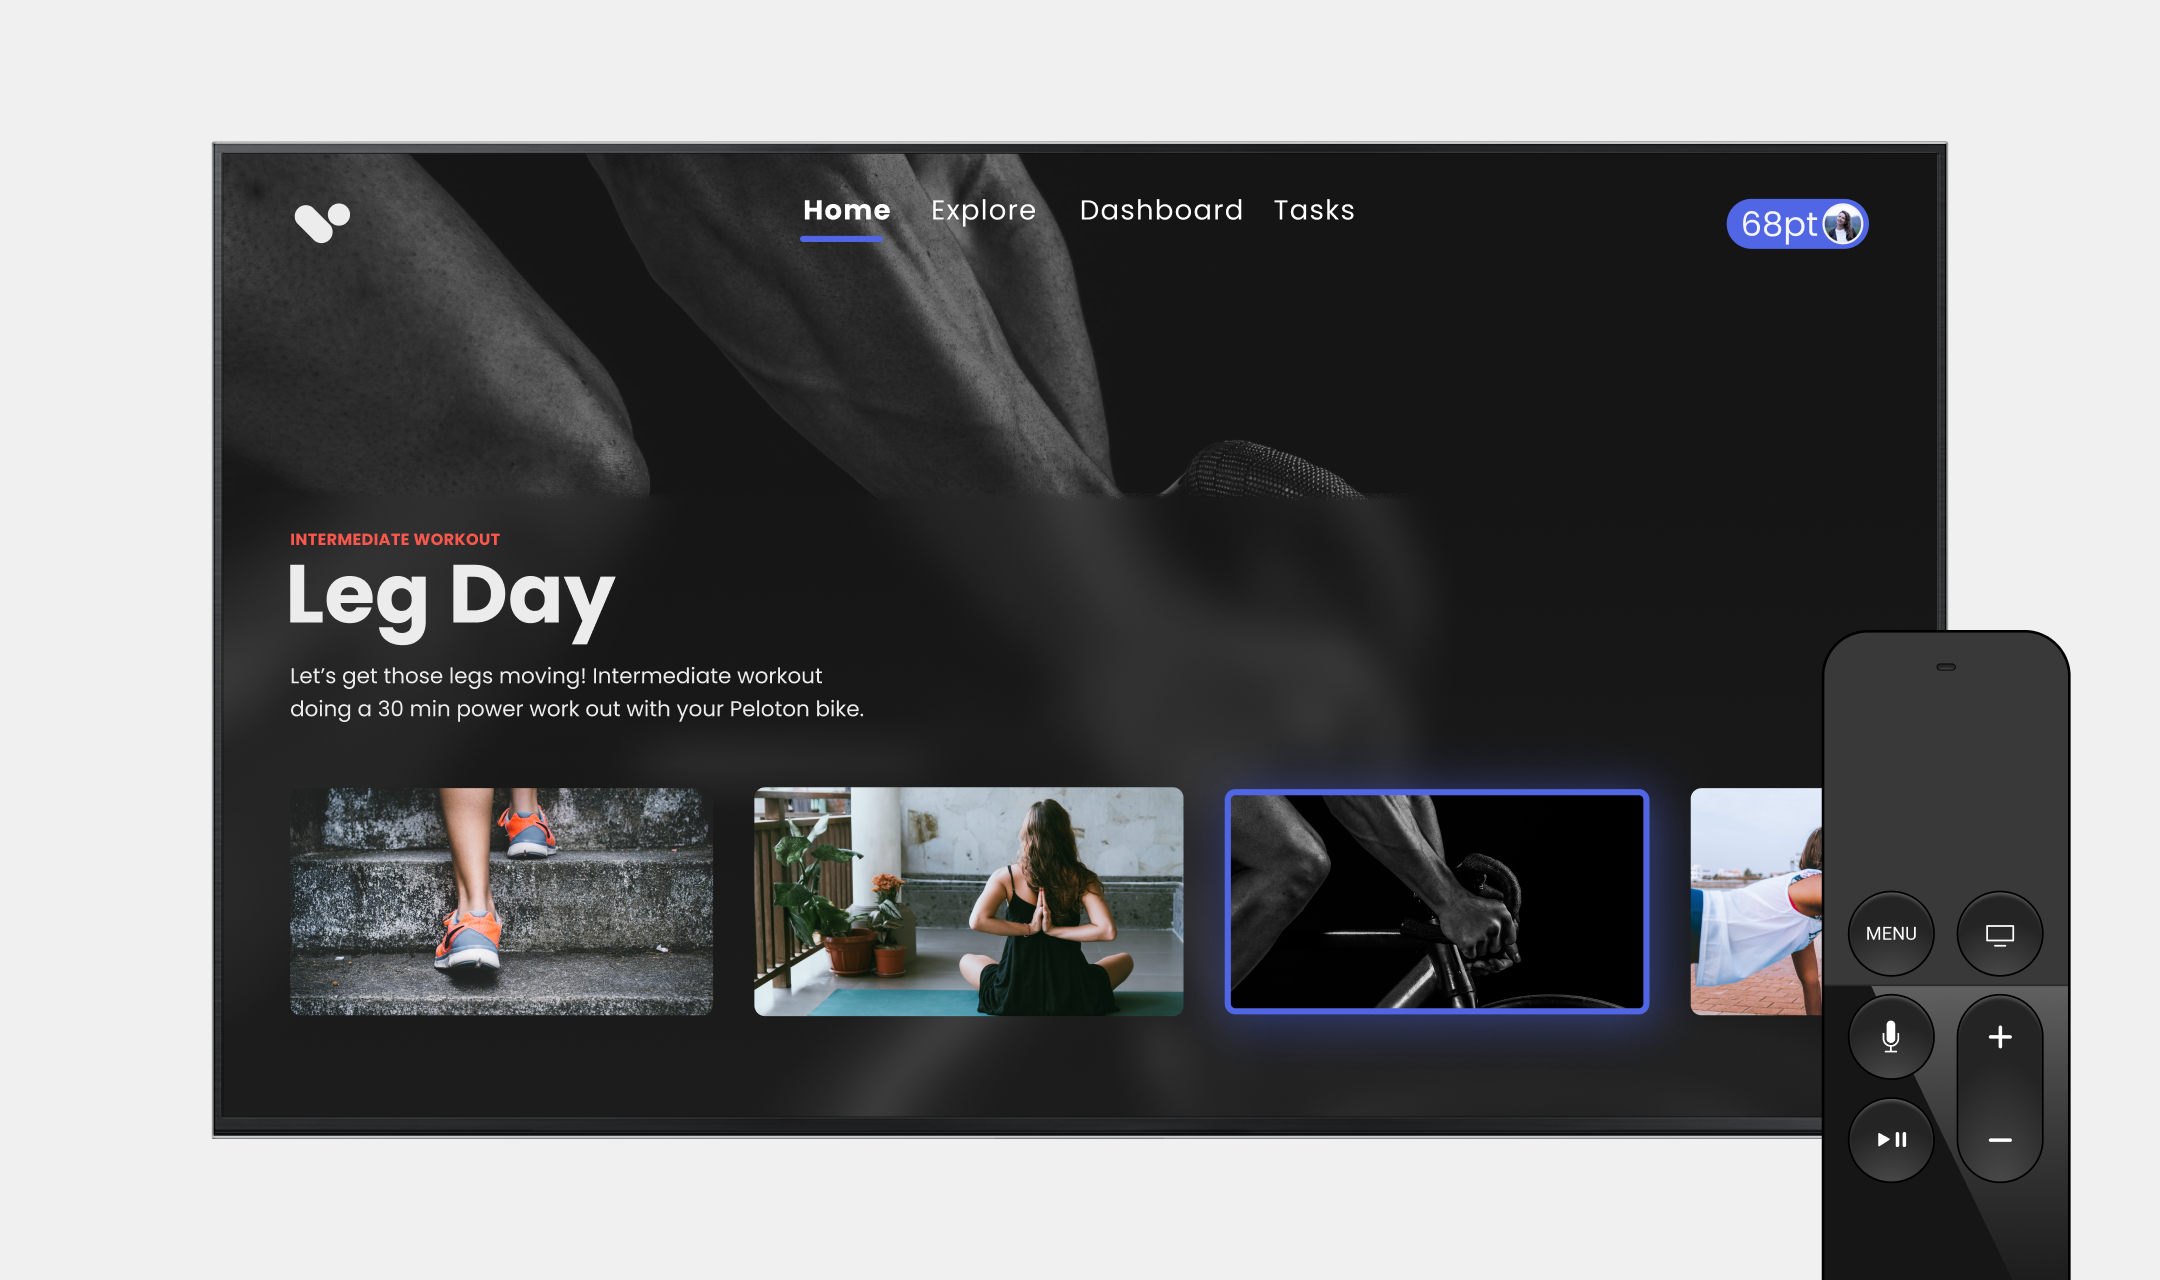 Home Explore Dashboard Tasks
68pt
INTERMEDIATE WORKOUT
Leg Day
Let’s get those legs moving! Intermediate workout
doing a 30 min power work out with your Peloton bike.
MENU